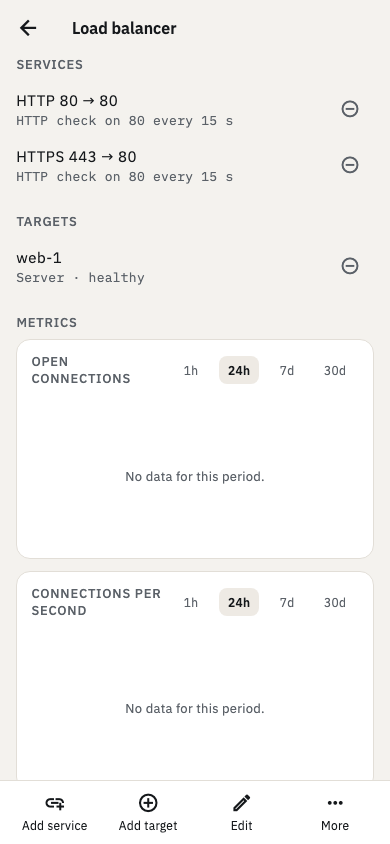 Load balancer
SERVICES
HTTP 80 → 80
HTTP check on 80 every 15 s
HTTPS 443 → 80
HTTP check on 80 every 15 s
TARGETS
web-1
Server · healthy
METRICS
OPEN
CONNECTIONS
1h 24h 7d 30d
No data for this period.
CONNECTIONS PER
SECOND
1h 24h 7d 30d
No data for this period.
Add service Add target Edit More